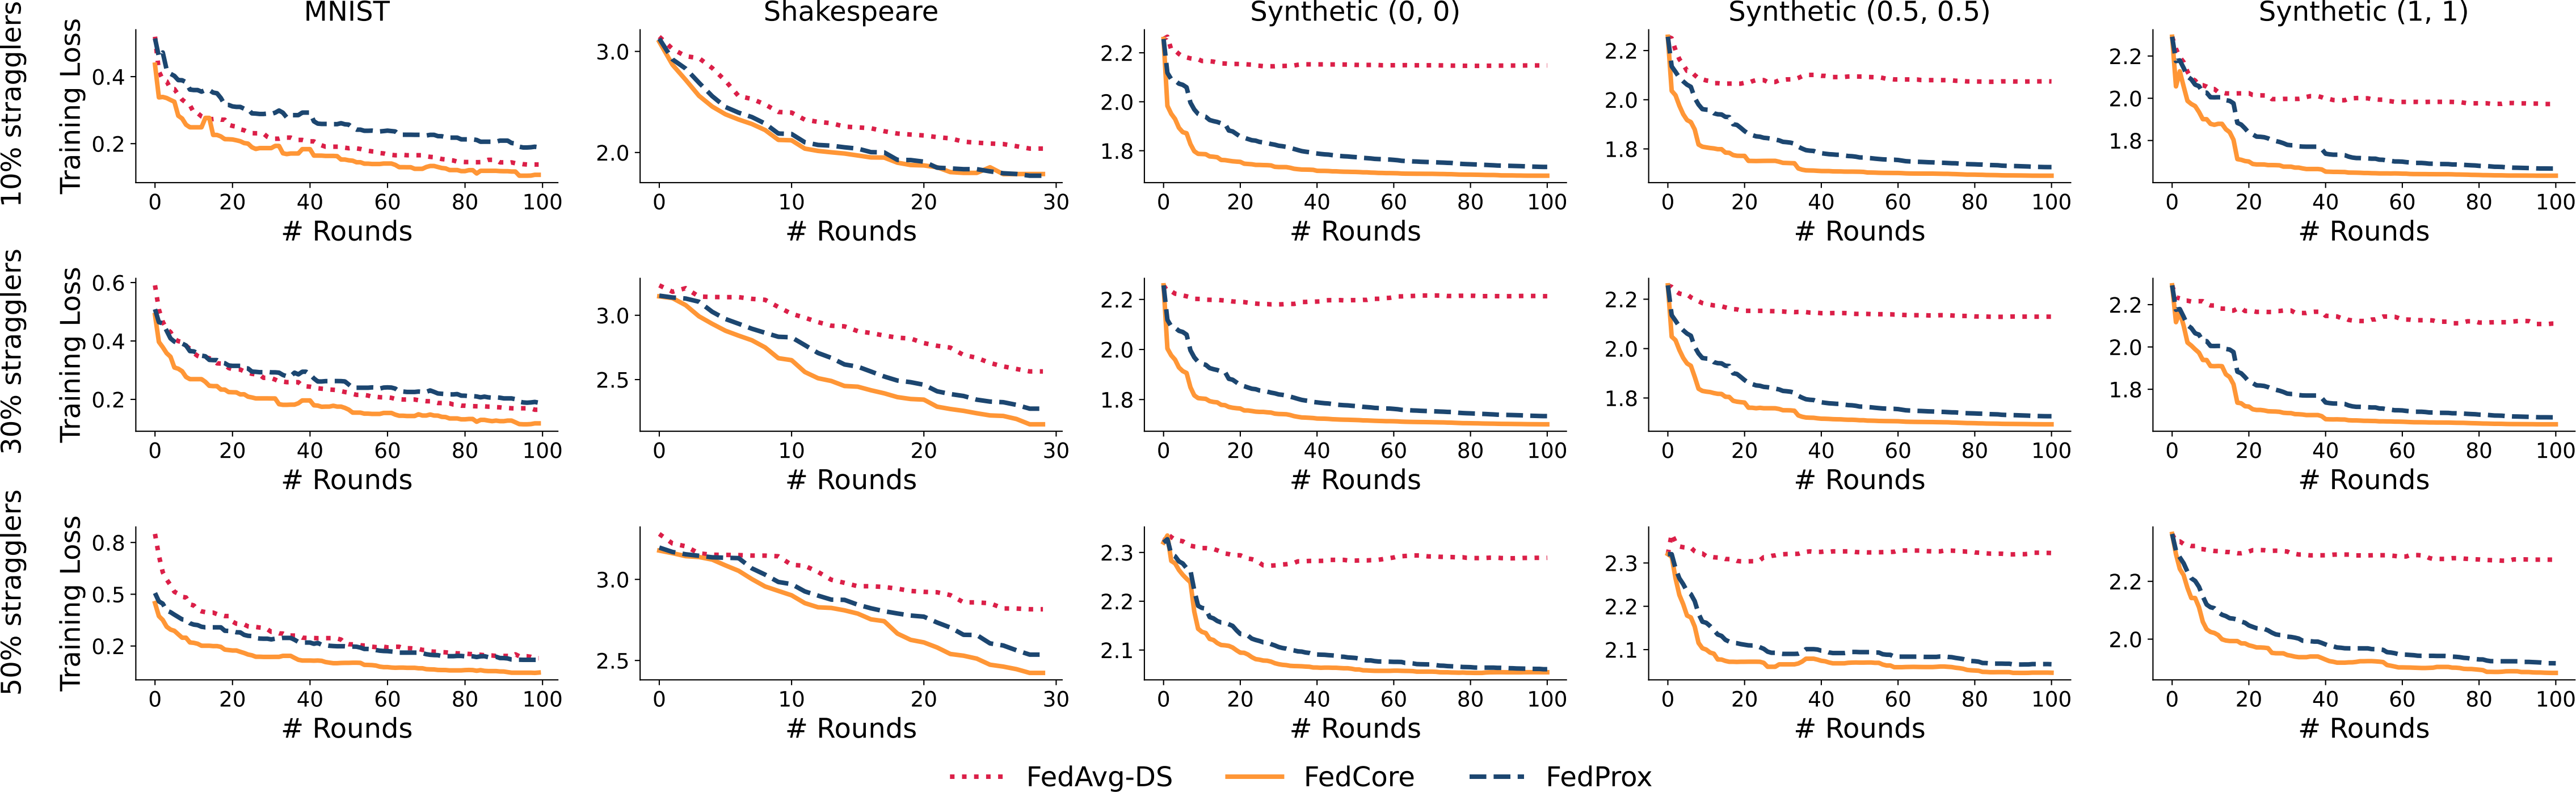 MNIST Shakespeare Synthetic (0, 0) Synthetic (0.5, 0.5) Synthetic (1, 1)
10% stragglers
Training Loss
0.4 3.0 2.2 2.2 2.2
0.2 2.0 2.0 2.0 2.0
1.8 1.8 1.8
0 20 40 60 80 100 0 10 20 30 0 20 40 60 80 100 0 20 40 60 80 100 0 20 40 60 80 100
# Rounds # Rounds # Rounds # Rounds # Rounds
30% stragglers
Training Loss
0.6 3.0 2.2 2.2 2.2
0.4 2.5 2.0 2.0 2.0
0.2 1.8 1.8 1.8
0 20 40 60 80 100 0 10 20 30 0 20 40 60 80 100 0 20 40 60 80 100 0 20 40 60 80 100
# Rounds # Rounds # Rounds # Rounds # Rounds
50% stragglers
Training Loss
0.8 3.0 2.3 2.3 2.2
0.5 2.5 2.2 2.2 2.0
0.2 2.1 2.1
0 20 40 60 80 100 0 10 20 30 0 20 40 60 80 100 0 20 40 60 80 100 0 20 40 60 80 100
# Rounds # Rounds # Rounds # Rounds # Rounds
FedAvg-DS FedCore FedProx